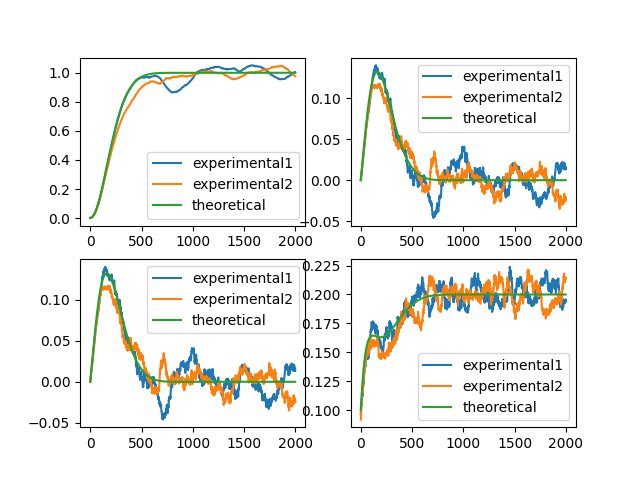 1.0
0.8
0.6
0.4
0.2
0.0
experimental1
experimental2
theoretical
0 500 1000 1500 2000
0.10
0.05
0.00
−0.05
experimental1
experimental2
theoretical
0 500 1000 1500 2000
0.10
0.05
0.00
−0.05
experimental1
experimental2
theoretical
0 500 1000 1500 2000
0.225
0.200
0.175
0.150
0.125
0.100
experimental1
experimental2
theoretical
0 500 1000 1500 2000